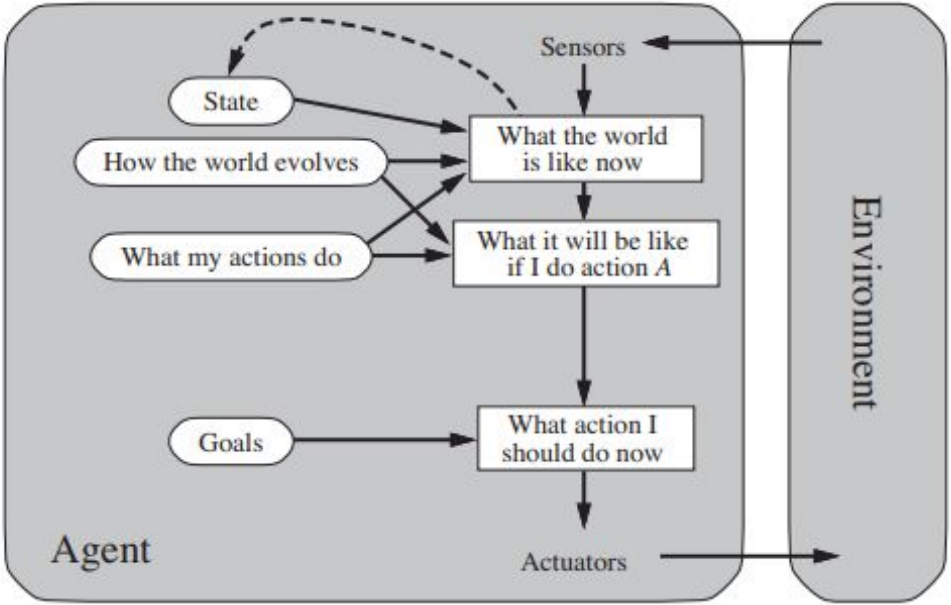 Sensors
State
What the world
is like now
How the world evolves
What it will be like
if I do action A
What my actions do
Environment
What action I
should do now
Goals
Agent
Actuators